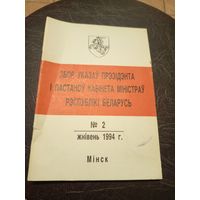 ЗБОР УКАЗАЎ ПРЭЗІДЭНТА
І ПАСТАНОЎ КАБІНЕТА МІНІСТРАЎ
РЭСПУБЛІКІ БЕЛАРУСЬ
№ 2
жнівень 1994 г.
Мінск